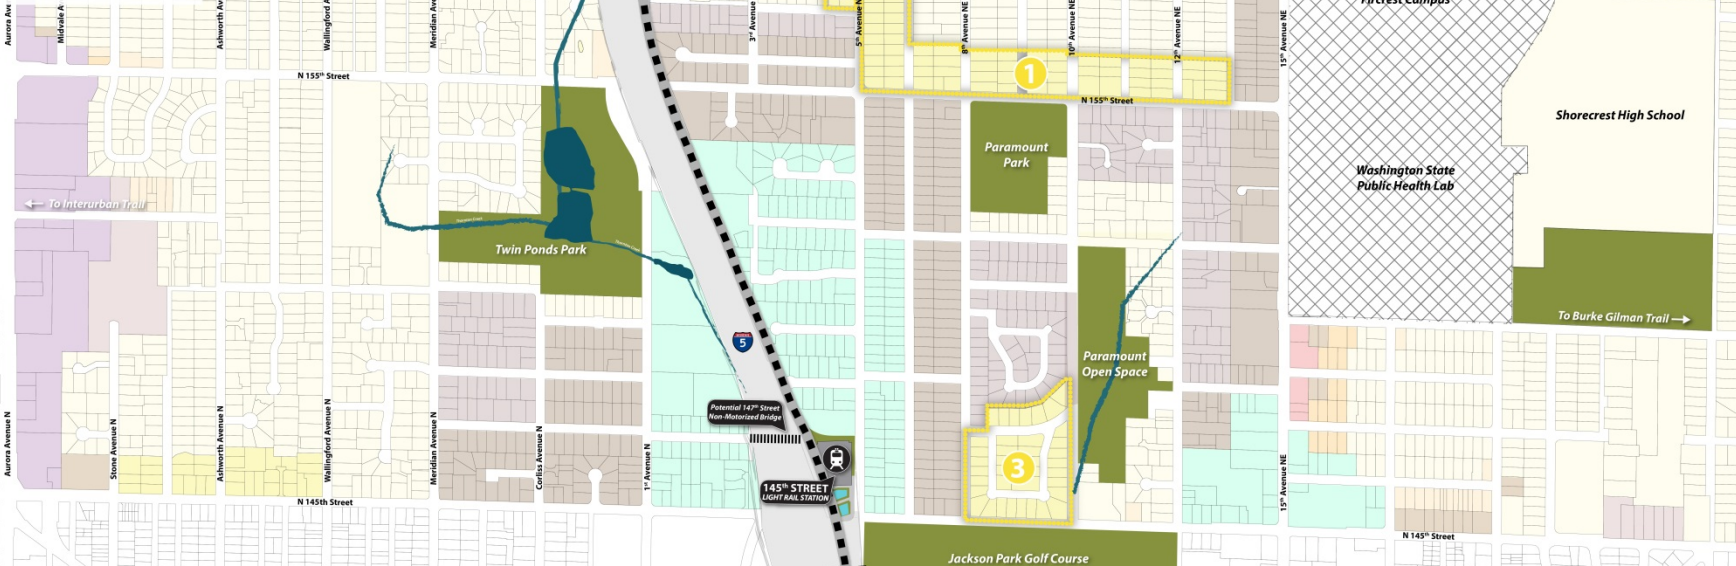 Fircrest Campus
Aurora Ave
Midvale A
Ashworth Av
Wallingford A
Meridian Ave
3rd Avenue
5th Avenue N
8th Avenue NE
10th Avenue NE
12th Avenue NE
15th Avenue NE
N 155th Street
1
N 155th Street
Shorecrest High School
Paramount
Park
Washington State
Public Health Lab
← To Interurban Trail
Twin Ponds Park
To Burke Gilman Trail →
5
Paramount
Open Space
Potential 147th Street
Non-Motorized Bridge
Aurora Avenue N
Stone Avenue N
Ashworth Avenue N
Wallingford Avenue N
Meridian Avenue N
Corliss Avenue N
1st Avenue N
15th Avenue NE
3
145th STREET
LIGHT RAIL STATION
N 145th Street
N 145th Street
Jackson Park Golf Course